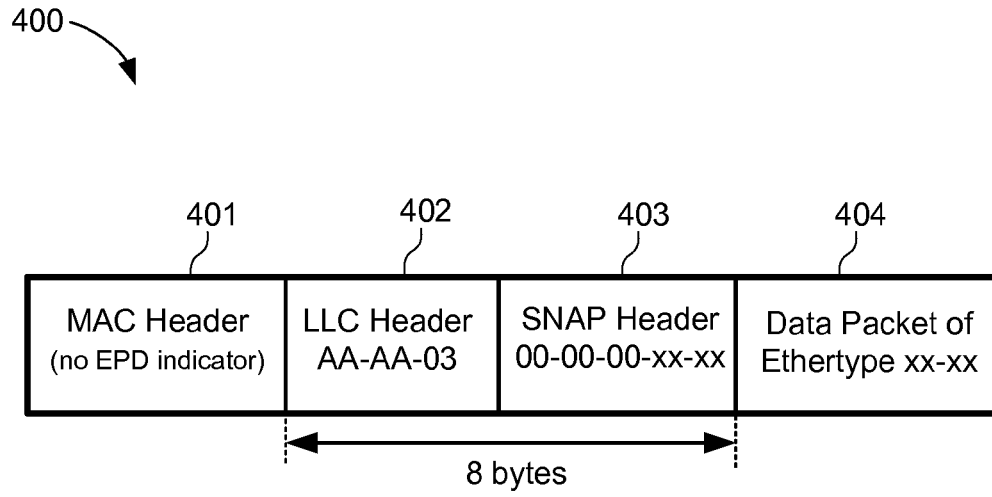 400
401
402
403
404
MAC Header
(no EPD indicator)
LLC Header
AA-AA-03
SNAP Header
00-00-00-xx-xx
Data Packet of
Ethertype xx-xx
8 bytes